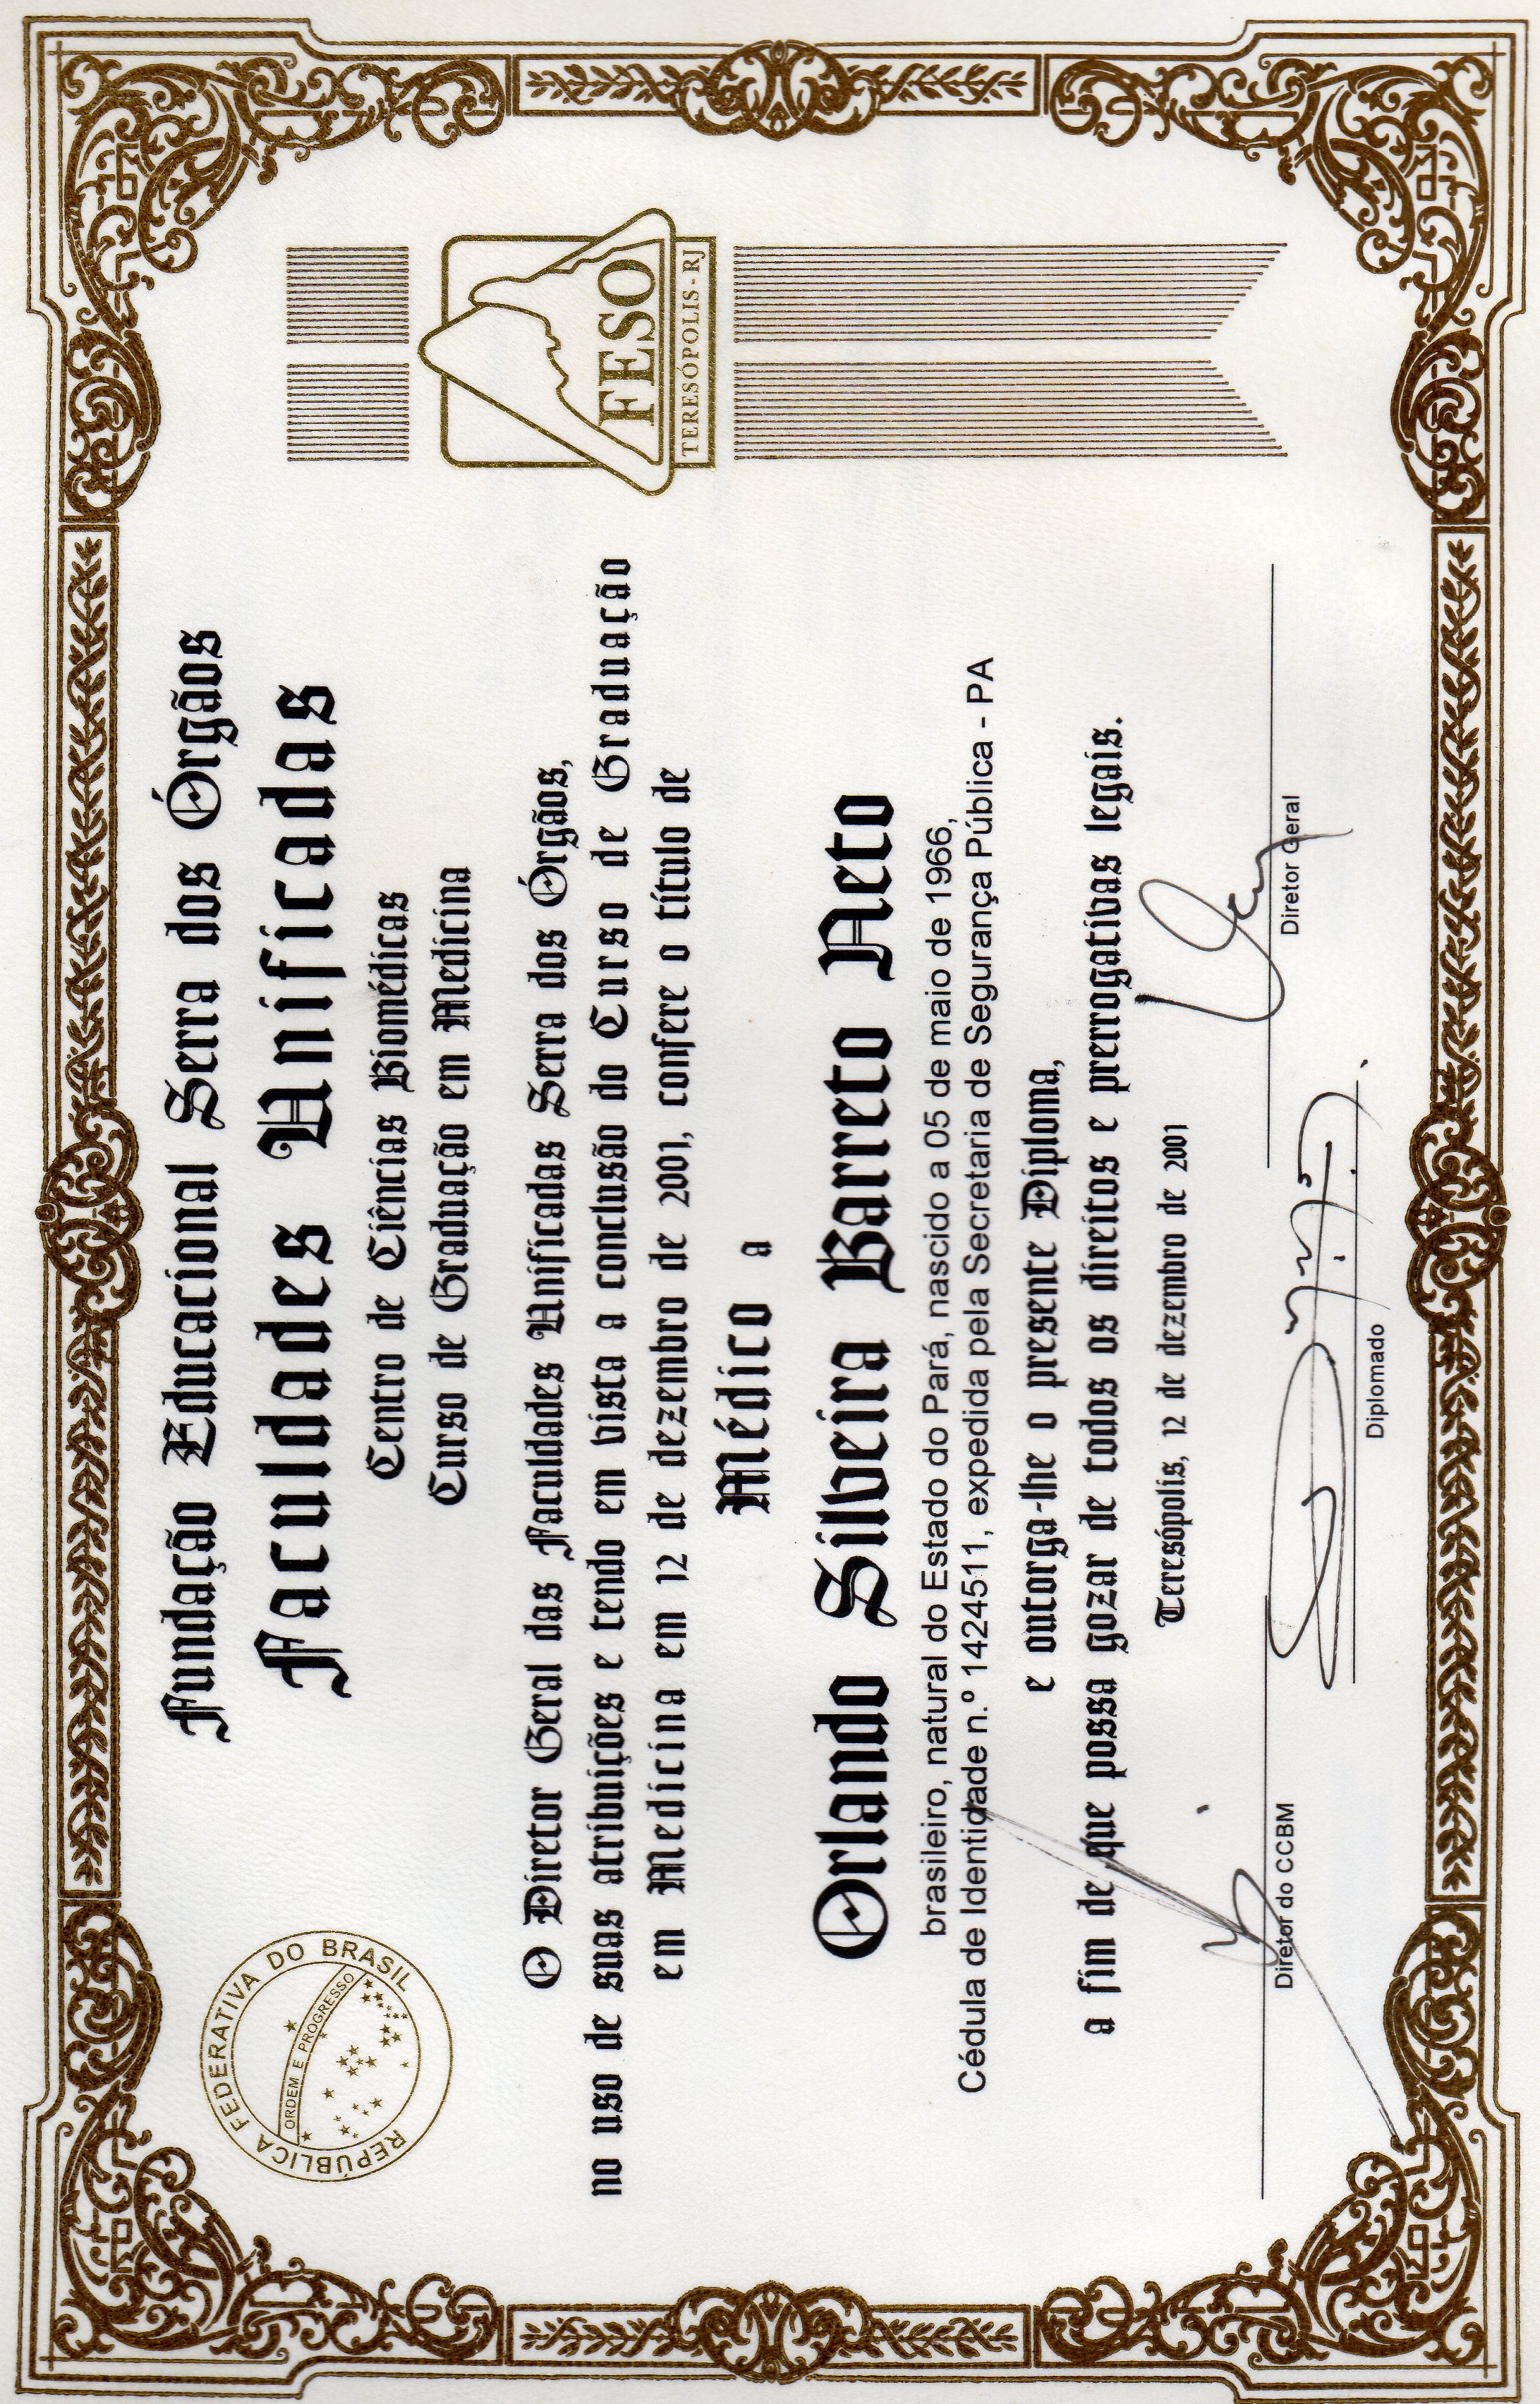 REPÚBLICA FEDERATIVA DO BRASIL
ORDEM E PROGRESSO
Fundação Educacional Serra dos Órgãos
Faculdades Unificadas
Centro de Ciências Biomédicas
Curso de Graduação em Medicina
FESO
TERESÓPOLIS - RJ
O Diretor Geral das Faculdades Unificadas Serra dos Órgãos,
no uso de suas atribuições e tendo em vista a conclusão do Curso de Graduação
em Medicina em 12 de dezembro de 2001, confere o título de
Médico a
Orlando Silveira Barreto Neto
brasileiro, natural do Estado do Pará, nascido a 05 de maio de 1966,
Cédula de Identidade n.º 1424511, expedida pela Secretaria de Segurança Pública - PA
e outorga-lhe o presente Diploma,
a fim de que possa gozar de todos os direitos e prerrogativas legais.
Teresópolis, 12 de dezembro de 2001
Diretor do CCBM
Diplomado
Diretor Geral